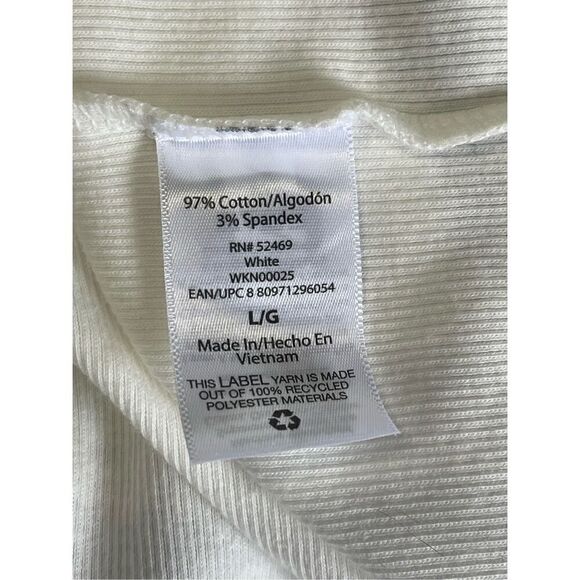 97% Cotton/Algodón
3% Spandex
RN# 52469
White
WKN00025
EAN/UPC 8 80971296054
L/G
Made In/Hecho En
Vietnam
THIS LABEL YARN IS MADE
OUT OF 100% RECYCLED
POLYESTER MATERIALS